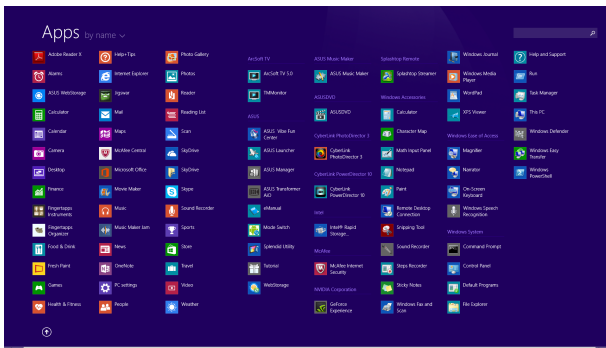 Apps by name
Adobe Reader X
Alarms
ASUS WebStorage
Calculator
Calendar
Camera
Desktop
Finance
Fingertapps
Instruments
Fingertapps
Organizer
Food & Drink
Fresh Paint
Games
Health & Fitness
Help+Tips
Internet Explorer
Jigswar
Mail
Maps
McAfee Central
Microsoft Office
Movie Maker
Music
Music Maker Jam
News
OneNote
PC settings
People
Photo Gallery
Photos
Reader
Reading List
Scan
SkyDrive
SkyDrive
Skype
Sound Recorder
Sports
Store
Travel
Video
Weather
ArcSoft TV
ArcSoft TV 5.0
TMMonitor
ASUS
ASUS Vibe Fun
Center
ASUS Launcher
ASUS Manager
ASUS Transformer
AiO
eManual
Mode Switch
Splendid Utility
Tutorial
WebStorage
ASUS Music Maker
ASUS Music Maker
ASUSDVD
ASUSDVD
CyberLink PhotoDirector 3
CyberLink
PhotoDirector 3
CyberLink PowerDirector 10
CyberLink
PowerDirector 10
Intel
Intel® Rapid
Storage...
McAfee
McAfee Internet
Security
NVIDIA Corporation
GeForce
Experience
Splashtop Remote
Splashtop Streamer
Windows Accessories
Calculator
Character Map
Math Input Panel
Notepad
Paint
Remote Desktop
Connection
Snipping Tool
Sound Recorder
Steps Recorder
Sticky Notes
Windows Fax and
Scan
Windows Journal
Windows Media
Player
WordPad
XPS Viewer
Windows Ease of Access
Magnifier
Narrator
On-Screen
Keyboard
Windows Speech
Recognition
Windows System
Command Prompt
Control Panel
Default Programs
File Explorer
Help and Support
Run
Task Manager
This PC
Windows Defender
Windows Easy
Transfer
Windows
PowerShell